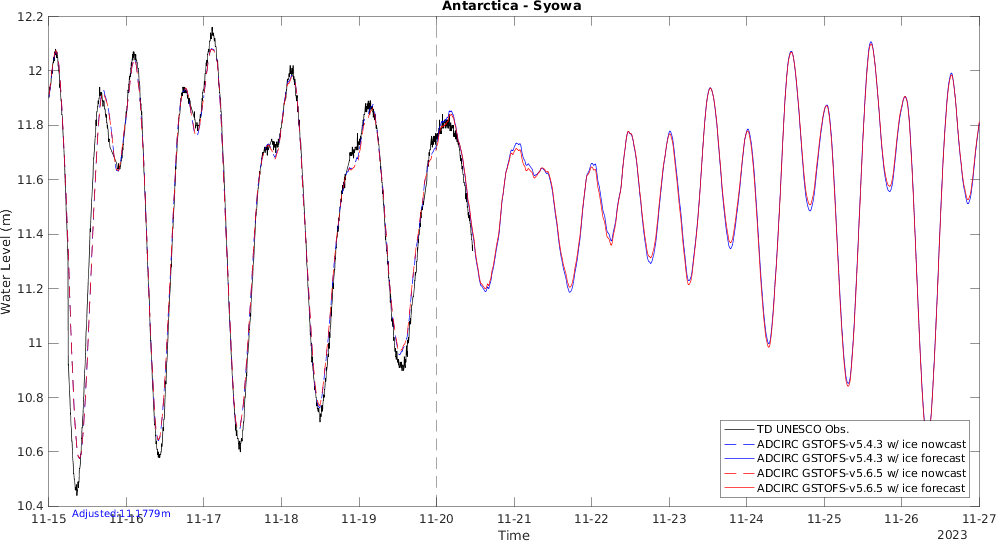 Antarctica - Syowa
12.2
12
11.8
11.6
11.4
11.2
11
10.8
10.6
10.4
Water Level (m)
TD UNESCO Obs.
ADCIRC GSTOFS-v5.4.3 w/ ice nowcast
ADCIRC GSTOFS-v5.4.3 w/ ice forecast
ADCIRC GSTOFS-v5.6.5 w/ ice nowcast
ADCIRC GSTOFS-v5.6.5 w/ ice forecast
Adjusted:11.1779m
11-15 11-16 11-17 11-18 11-19 11-20 11-21 11-22 11-23 11-24 11-25 11-26 11-27
Time
2023